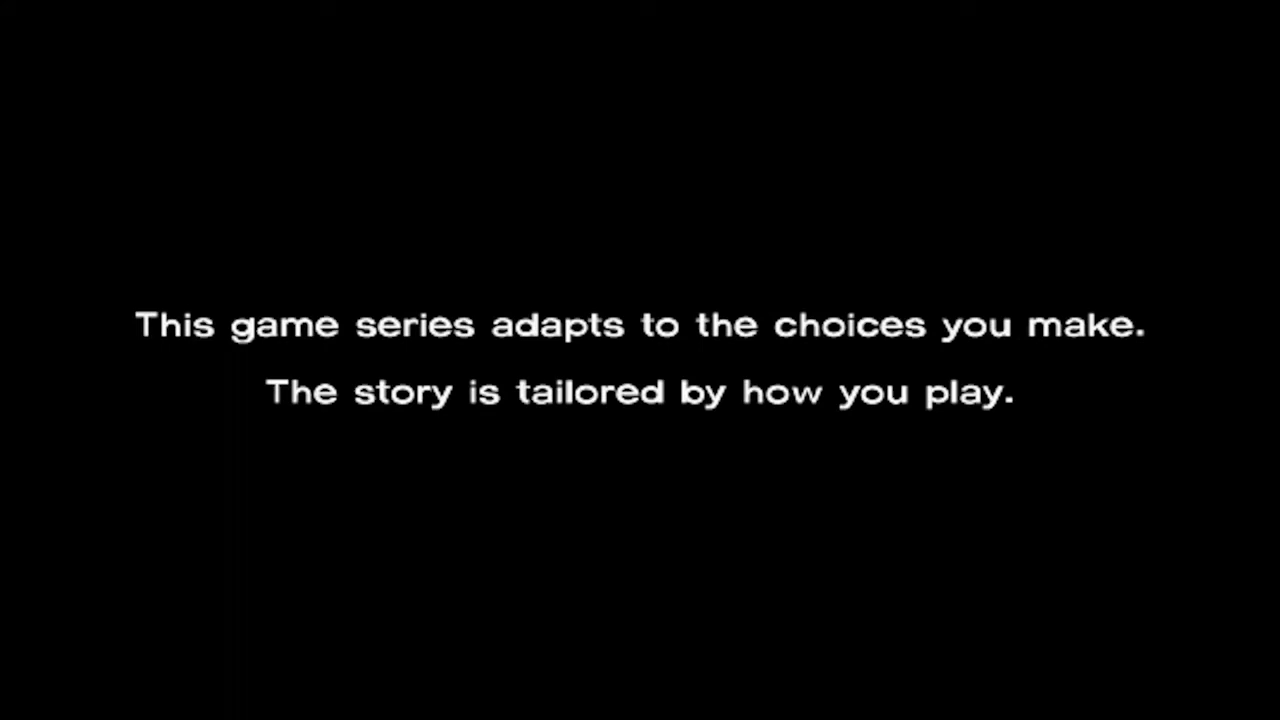 This game series adapts to the choices you make.
The story is tailored by how you play.